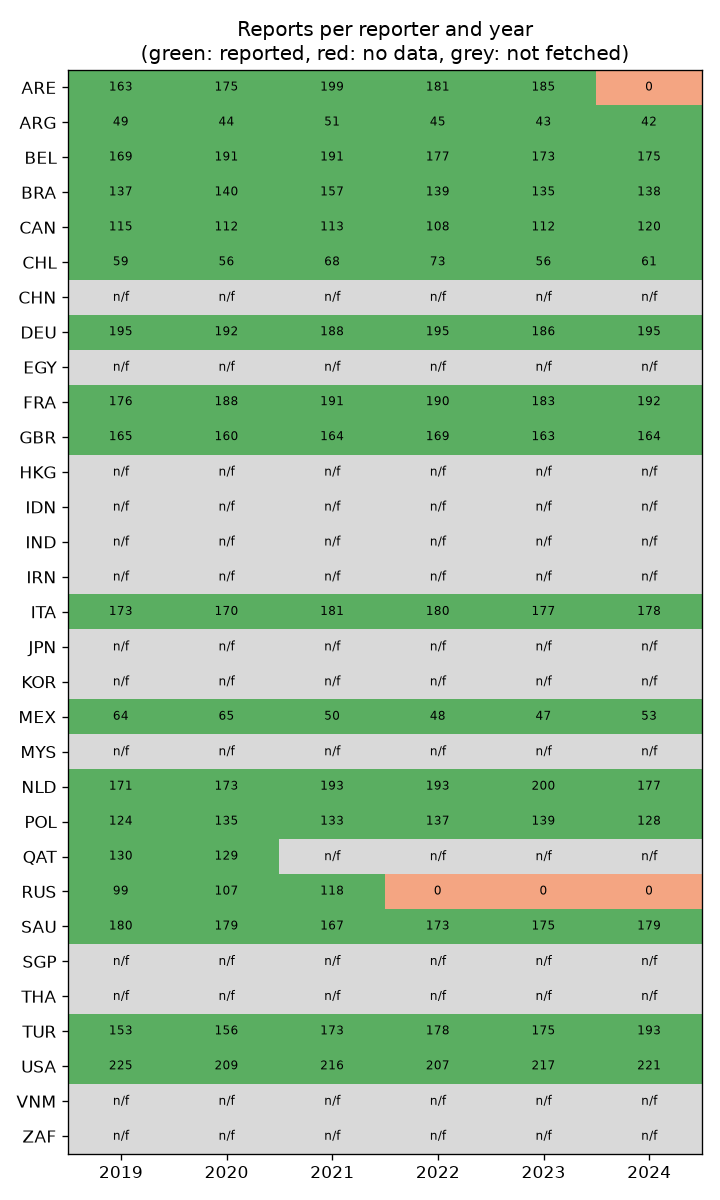 Reports per reporter and year
(green: reported, red: no data, grey: not fetched)
ARE 163 175 199 181 185 0
ARG 49 44 51 45 43 42
BEL 169 191 191 177 173 175
BRA 137 140 157 139 135 138
CAN 115 112 113 108 112 120
CHL 59 56 68 73 56 61
CHN n/f n/f n/f n/f n/f n/f
DEU 195 192 188 195 186 195
EGY n/f n/f n/f n/f n/f n/f
FRA 176 188 191 190 183 192
GBR 165 160 164 169 163 164
HKG n/f n/f n/f n/f n/f n/f
IDN n/f n/f n/f n/f n/f n/f
IND n/f n/f n/f n/f n/f n/f
IRN n/f n/f n/f n/f n/f n/f
ITA 173 170 181 180 177 178
JPN n/f n/f n/f n/f n/f n/f
KOR n/f n/f n/f n/f n/f n/f
MEX 64 65 50 48 47 53
MYS n/f n/f n/f n/f n/f n/f
NLD 171 173 193 193 200 177
POL 124 135 133 137 139 128
QAT 130 129 n/f n/f n/f n/f
RUS 99 107 118 0 0 0
SAU 180 179 167 173 175 179
SGP n/f n/f n/f n/f n/f n/f
THA n/f n/f n/f n/f n/f n/f
TUR 153 156 173 178 175 193
USA 225 209 216 207 217 221
VNM n/f n/f n/f n/f n/f n/f
ZAF n/f n/f n/f n/f n/f n/f
2019 2020 2021 2022 2023 2024